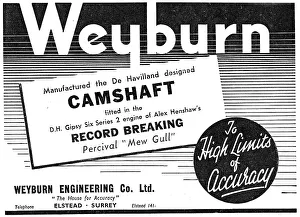 Weyburn
Manufactured the De Havilland designed
CAMSHAFT
fitted in the
D.H. Gipsy Six Series 2 engine of Alex Henshaw's
RECORD BREAKING
Percival "Mew Gull"
To
High Limits
of
Accuracy
WEYBURN ENGINEERING Co. Ltd.
"The House for Accuracy"
Telephone ELSTEAD - SURREY Elstead 141-